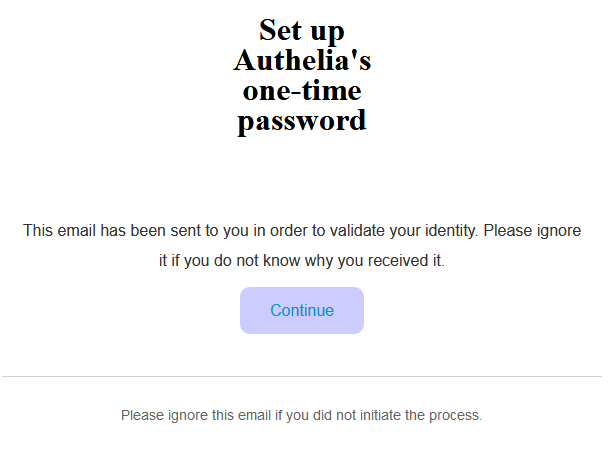 Set up
Authelia's
one-time
password
This email has been sent to you in order to validate your identity. Please ignore
it if you do not know why you received it.
Continue
Please ignore this email if you did not initiate the process.